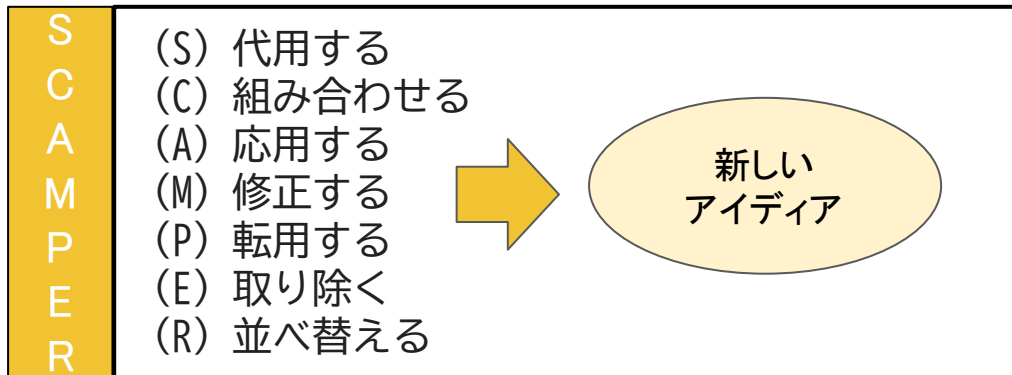 S
C
A
M
P
E
R
(S) 代用する
(C) 組み合わせる
(A) 応用する
(M) 修正する
(P) 転用する
(E) 取り除く
(R) 並べ替える
新しい
アイディア